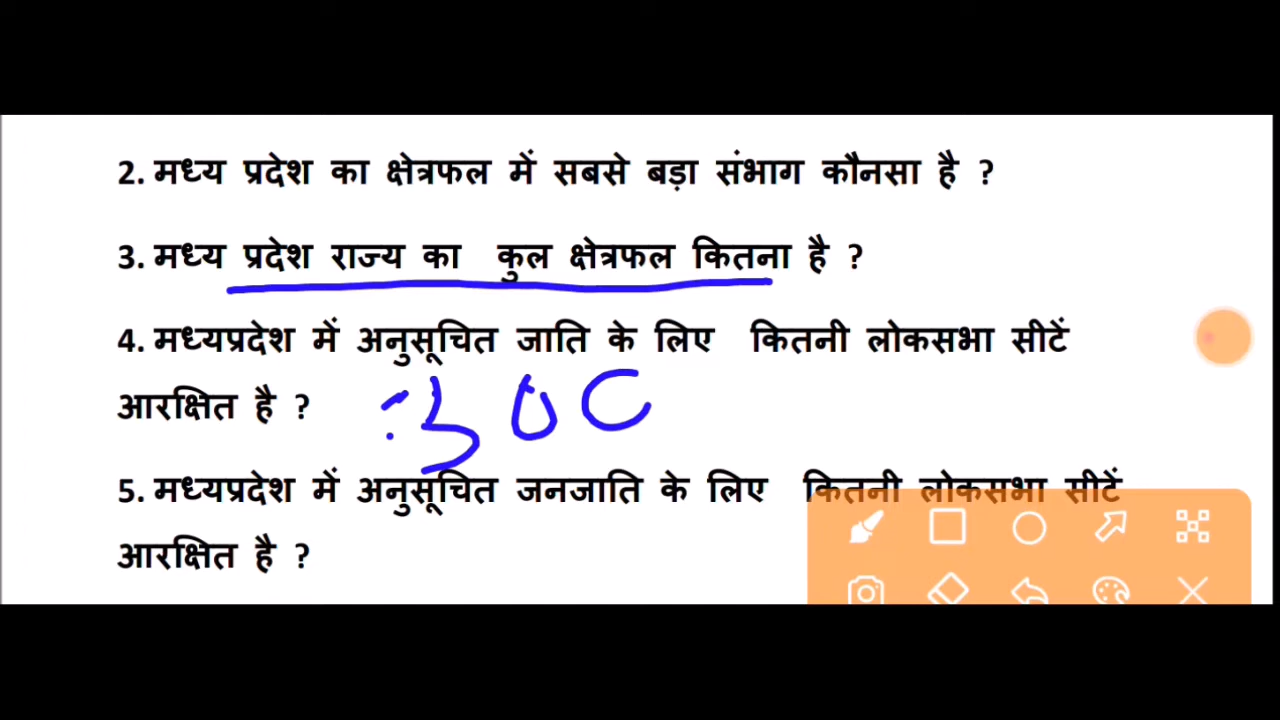 2. मध्य प्रदेश का क्षेत्रफल में सबसे बड़ा संभाग कौनसा है ?
3. मध्य प्रदेश राज्य का कुल क्षेत्रफल कितना है ?
4. मध्यप्रदेश में अनुसूचित जाति के लिए कितनी लोकसभा सीटें
आरक्षित है ?
5. मध्यप्रदेश में अनुसूचित जनजाति के लिए कितनी लोकसभा सीटें
आरक्षित है ?